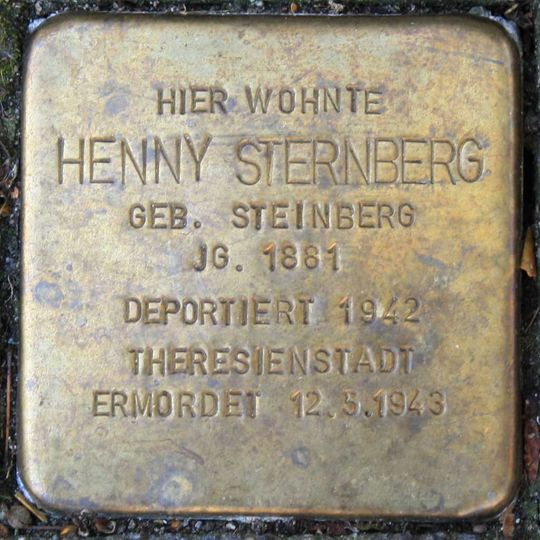 HIER WOHNTE
HENNY STERNBERG
GEB. STEINBERG
JG. 1881
DEPORTIERT 1942
THERESIENSTADT
ERMORDET 12.5.1943